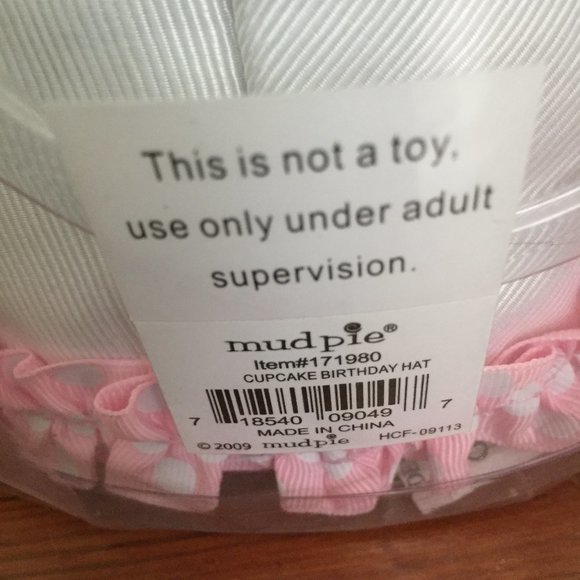 This is not a toy,
use only under adult
supervision.
mudpie®
Item#171980
CUPCAKE BIRTHDAY HAT
7 18540 09049 7
MADE IN CHINA
© 2009 mudpie HCF-09113